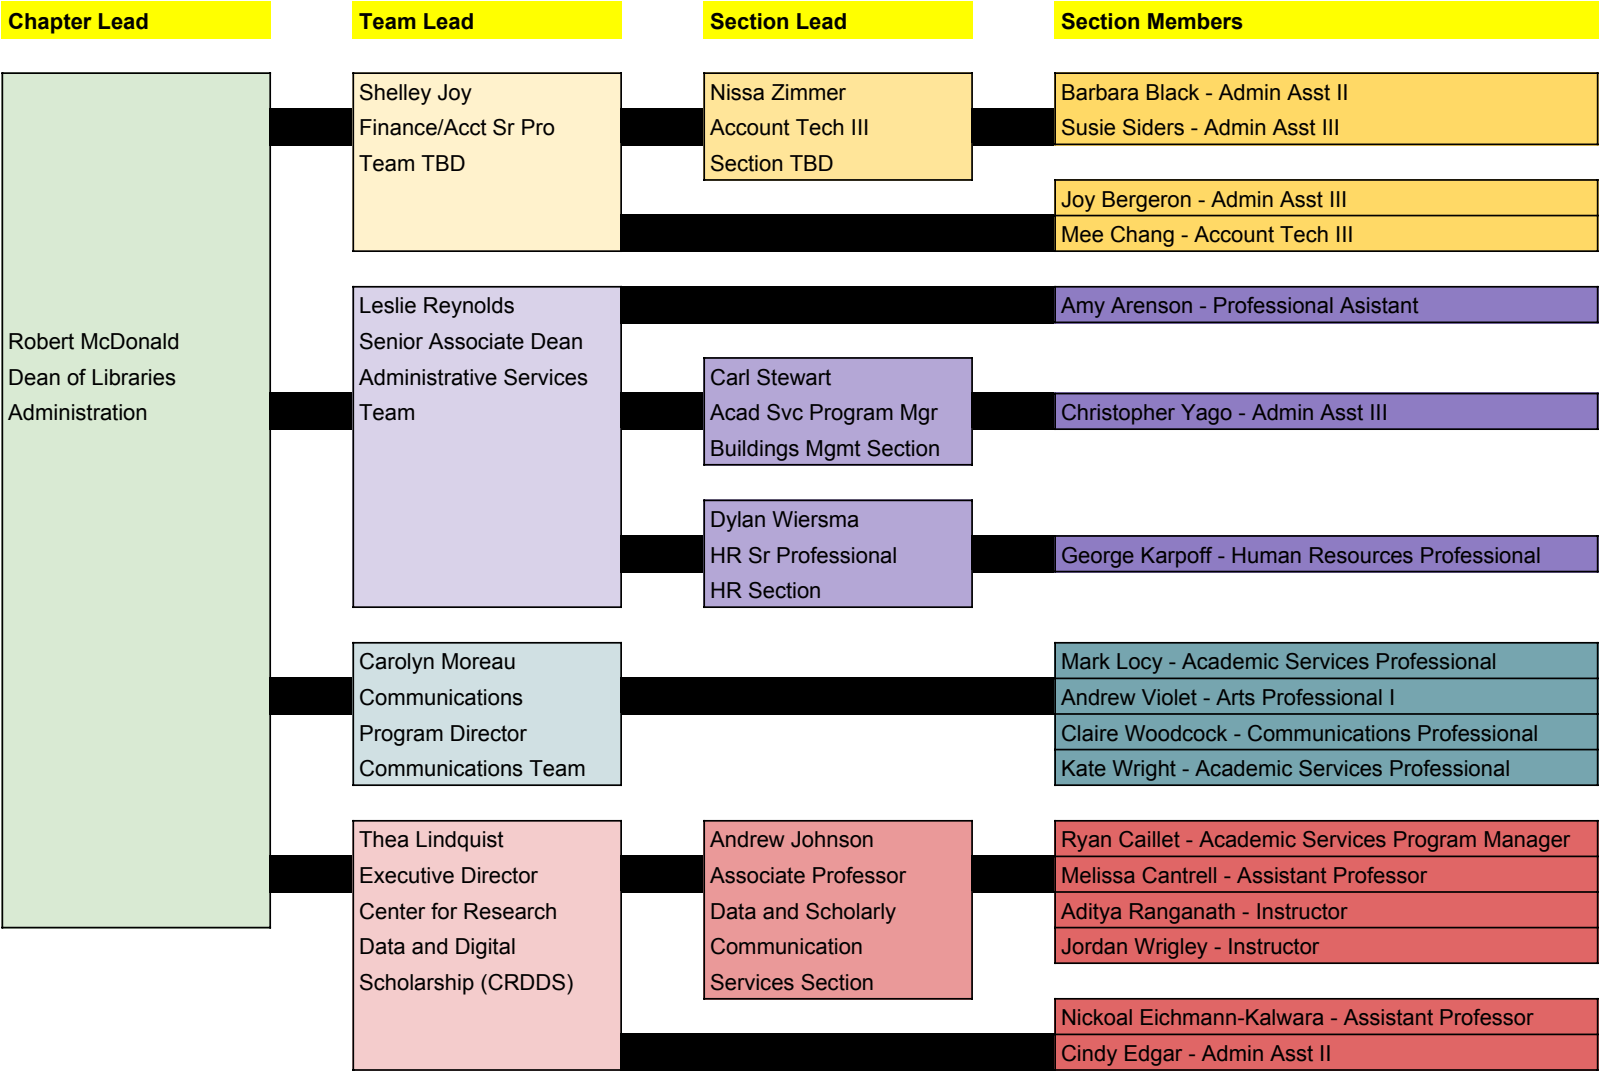 Chapter Lead
Team Lead
Section Lead
Section Members
Robert McDonald
Dean of Libraries
Administration
Shelley Joy
Finance/Acct Sr Pro
Team TBD
Nissa Zimmer
Account Tech III
Section TBD
Barbara Black - Admin Asst II
Susie Siders - Admin Asst III
Joy Bergeron - Admin Asst III
Mee Chang - Account Tech III
Leslie Reynolds
Senior Associate Dean
Administrative Services
Team
Amy Arenson - Professional Asistant
Carl Stewart
Acad Svc Program Mgr
Buildings Mgmt Section
Christopher Yago - Admin Asst III
Dylan Wiersma
HR Sr Professional
HR Section
George Karpoff - Human Resources Professional
Carolyn Moreau
Communications
Program Director
Communications Team
Mark Locy - Academic Services Professional
Andrew Violet - Arts Professional I
Claire Woodcock - Communications Professional
Kate Wright - Academic Services Professional
Thea Lindquist
Executive Director
Center for Research
Data and Digital
Scholarship (CRDDS)
Andrew Johnson
Associate Professor
Data and Scholarly
Communication
Services Section
Ryan Caillet - Academic Services Program Manager
Melissa Cantrell - Assistant Professor
Aditya Ranganath - Instructor
Jordan Wrigley - Instructor
Nickoal Eichmann-Kalwara - Assistant Professor
Cindy Edgar - Admin Asst II